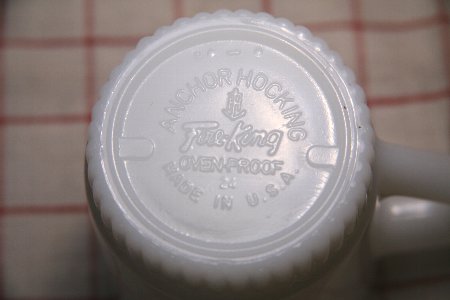 ANCHOR HOCKING
Fire-King
OVEN-PROOF
MADE IN U.S.A.